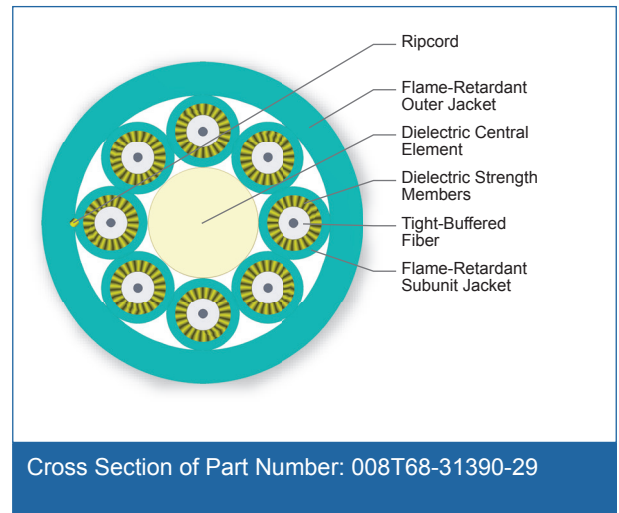 Ripcord
Flame-Retardant
Outer Jacket
Dielectric Central
Element
Dielectric Strength
Members
Tight-Buffered
Fiber
Flame-Retardant
Subunit Jacket
Cross Section of Part Number: 008T68-31390-29